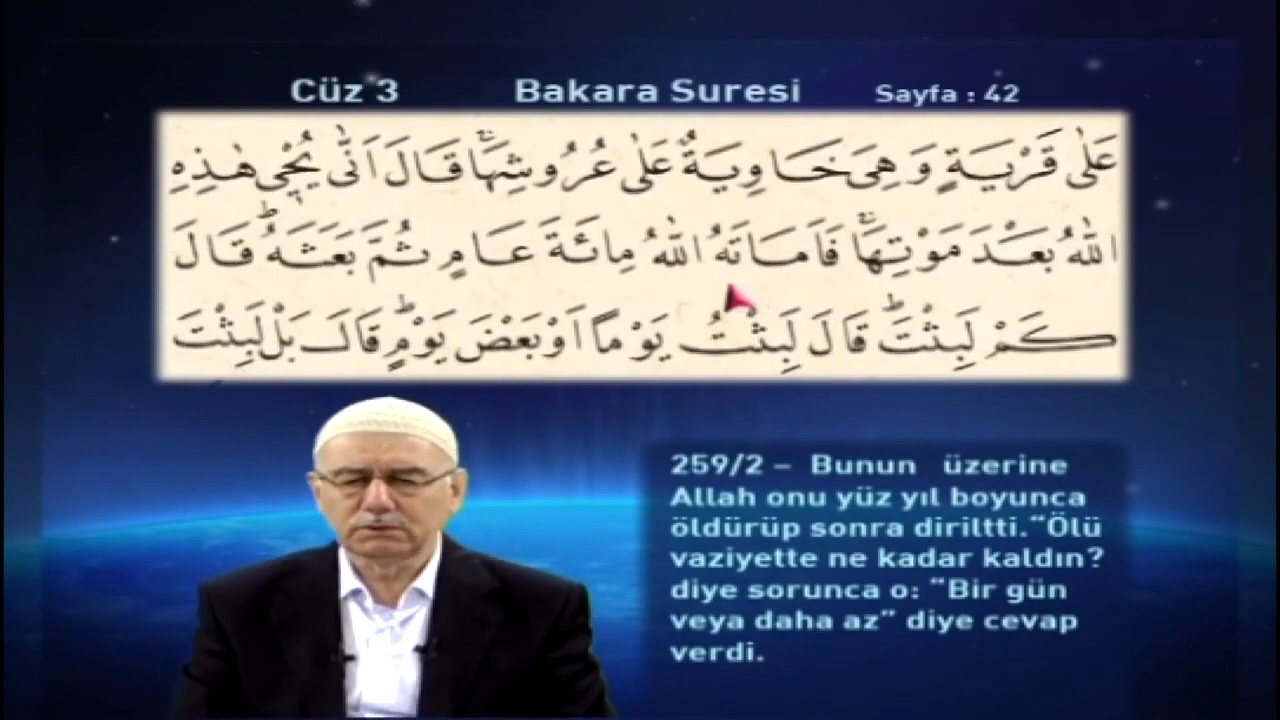 Cüz 3 Bakara Suresi Sayfa : 42
عَلٰى قَرْيَةٍ وَهِىَ خَاوِيَةٌ عَلٰى عُرُوشِهَاۚ قَالَ اَنّٰى يُحْيٖ هٰذِهِ
اللّٰهُ بَعْدَ مَوْتِهَاۚ فَاَمَاتَهُ اللّٰهُ مِائَةَ عَامٍ ثُمَّ بَعَثَهُۜ قَالَ
كَمْ لَبِثْتَۜ قَالَ لَبِثْتُ يَوْمًا اَوْ بَعْضَ يَوْمٍۜ قَالَ بَلْ لَبِثْتَ
259/2 – Bunun üzerine
Allah onu yüz yıl boyunca
öldürüp sonra diriltti.“Ölü
vaziyette ne kadar kaldın?
diye sorunca o: “Bir gün
veya daha az” diye cevap
verdi.